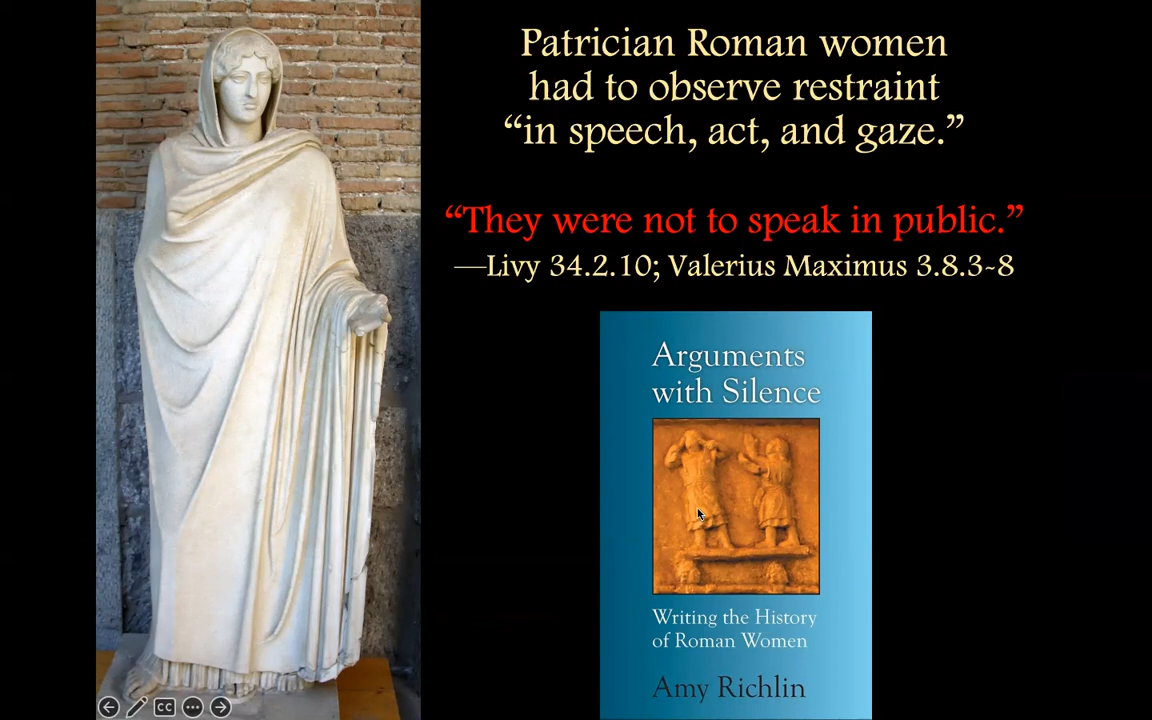 Patrician Roman women
had to observe restraint
“in speech, act, and gaze.”
“They were not to speak in public.”
—Livy 34.2.10; Valerius Maximus 3.8.3-8
Arguments
with Silence
Writing the History
of Roman Women
Amy Richlin
CC